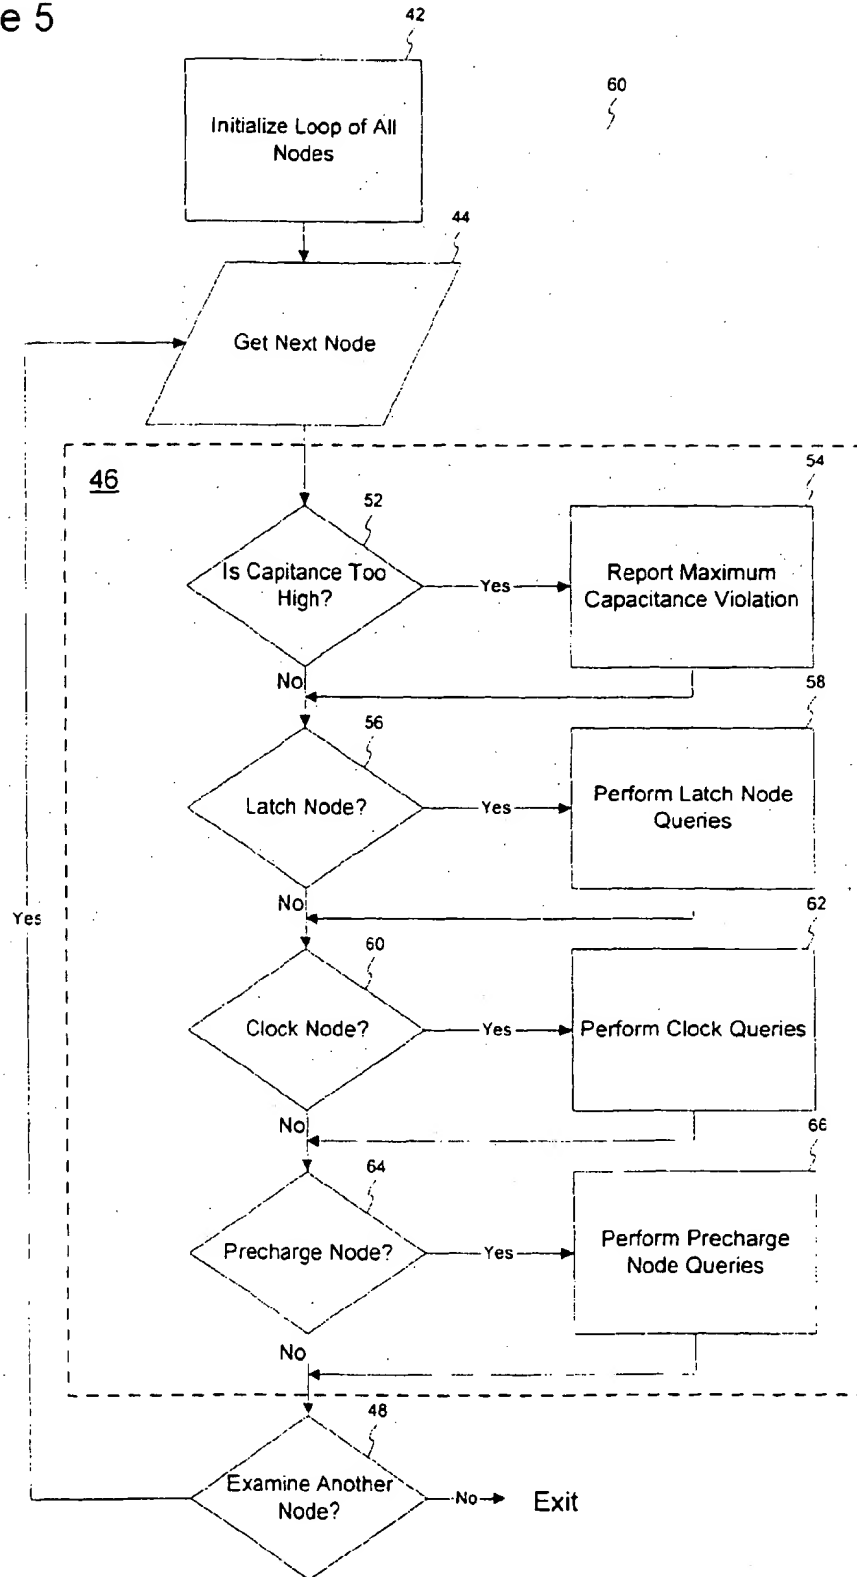 e 5
42
Initialize Loop of All
Nodes
60
44
Get Next Node
46
52
Is Capitance Too
High?
Yes
54
Report Maximum
Capacitance Violation
No
56
Latch Node?
Yes
58
Perform Latch Node
Queries
No
Yes
60
Clock Node?
Yes
62
Perform Clock Queries
No
64
Precharge Node?
Yes
66
Perform Precharge
Node Queries
No
48
Examine Another
Node?
No
Exit